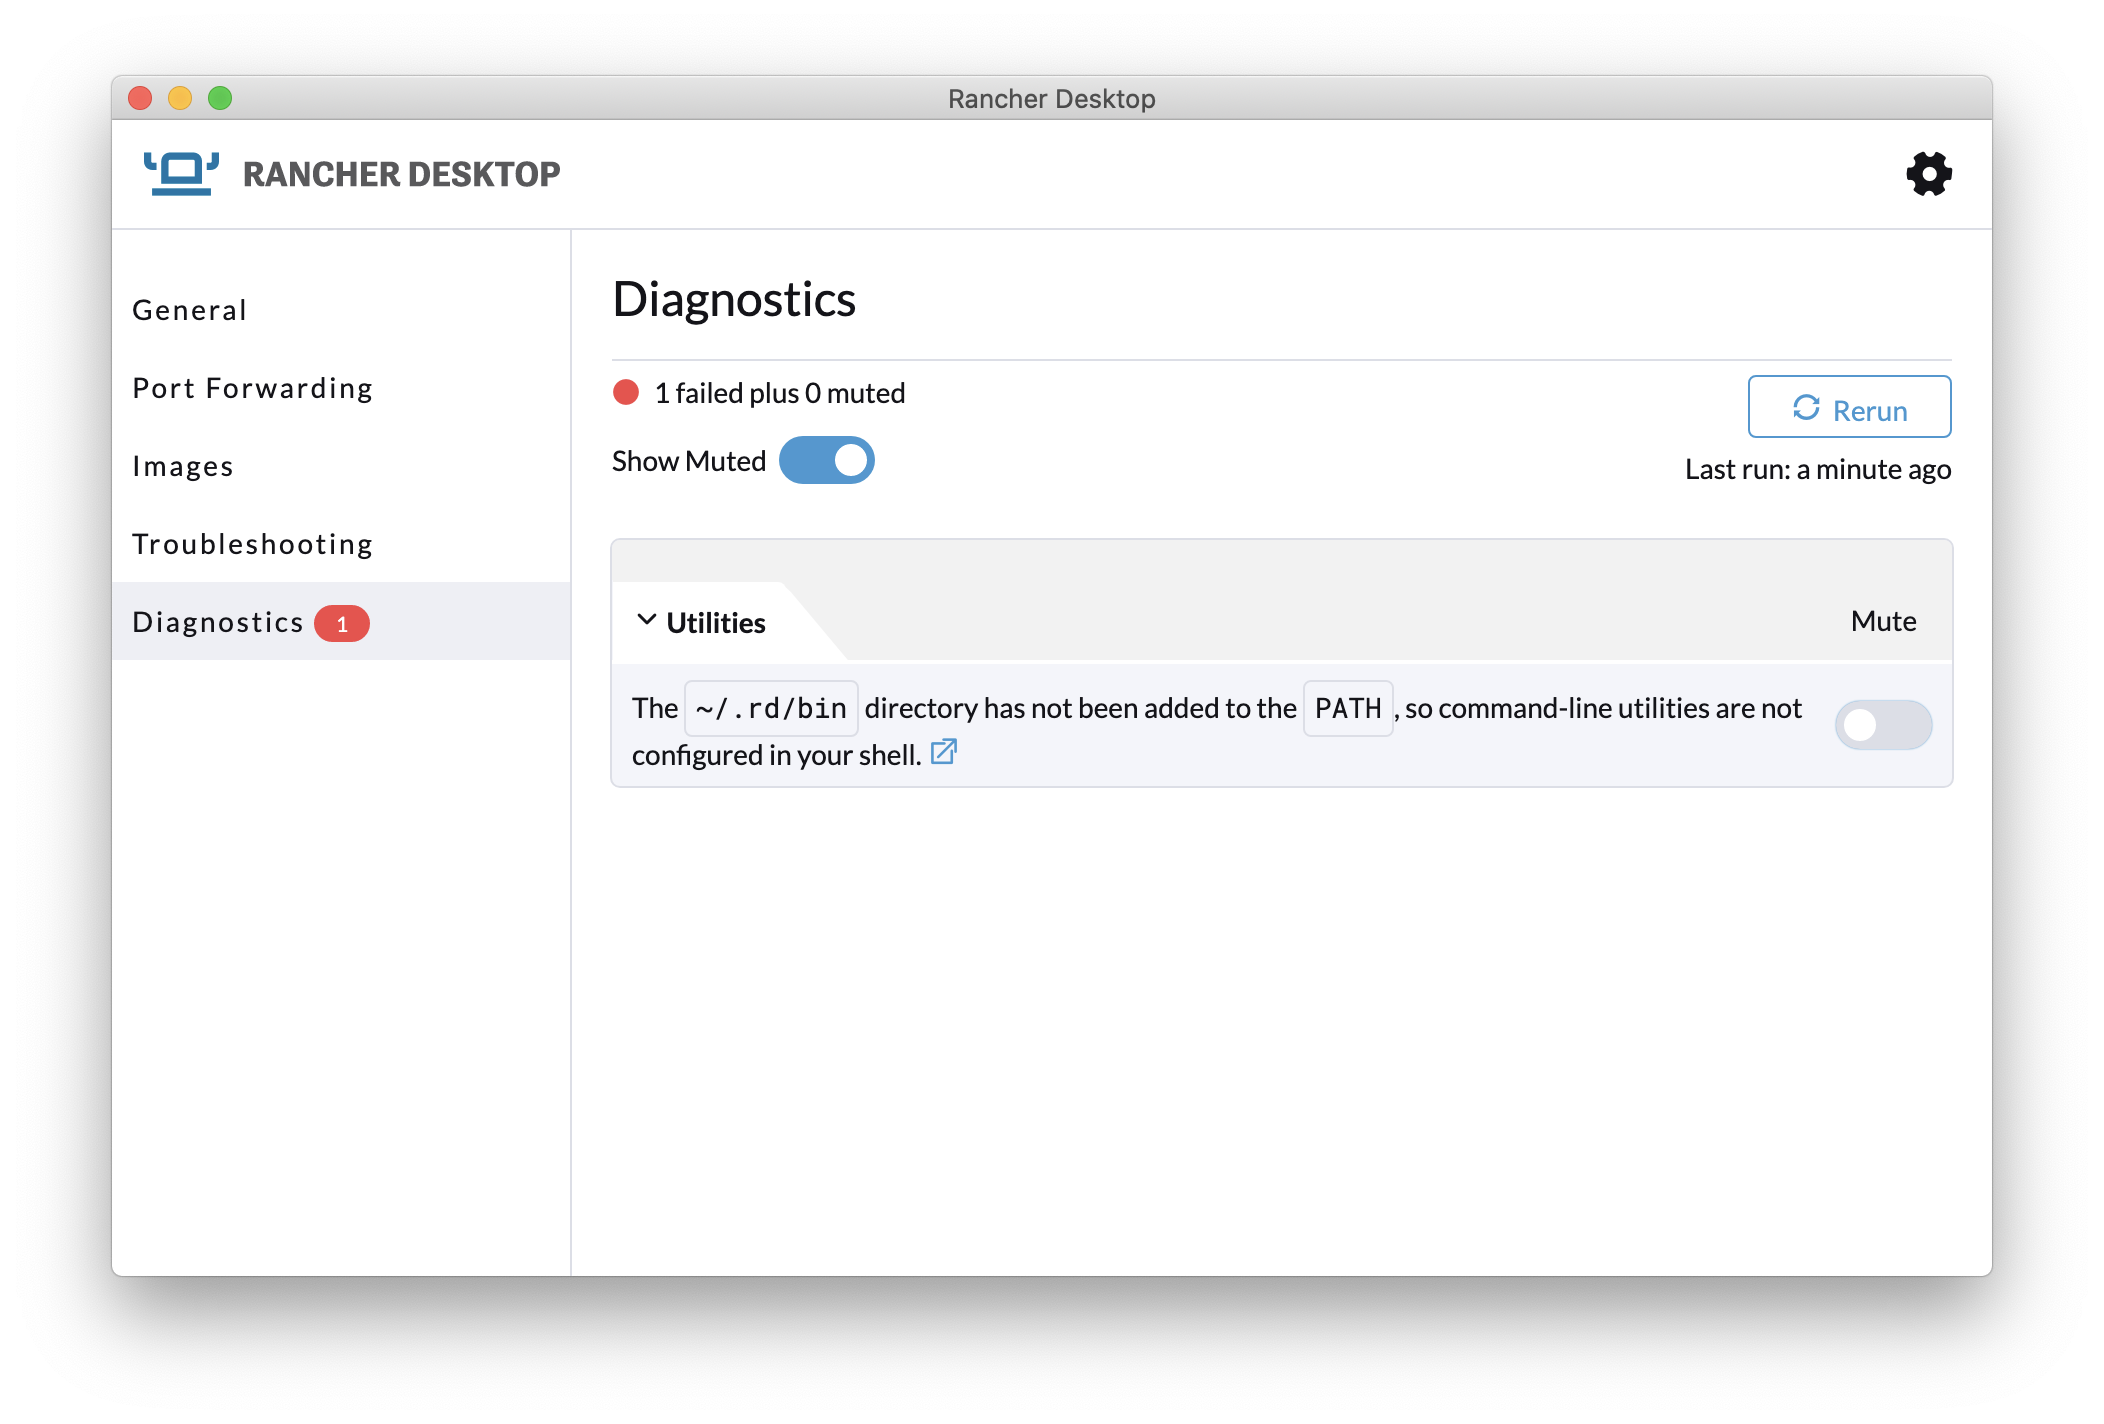 Rancher Desktop
RANCHER DESKTOP
General
Port Forwarding
Images
Troubleshooting
Diagnostics 1
Diagnostics
1 failed plus 0 muted
Rerun
Show Muted
Last run: a minute ago
Utilities
Mute
The ~/.rd/bin directory has not been added to the PATH, so command-line utilities are not
configured in your shell.